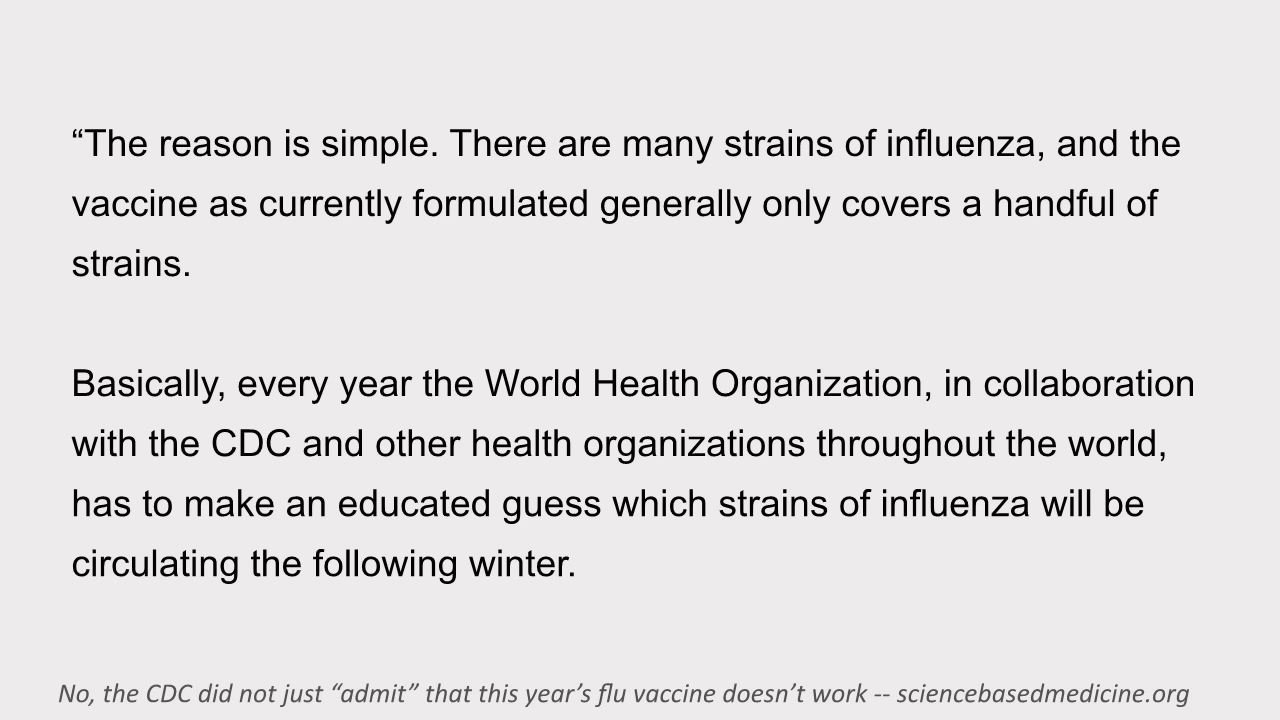 “The reason is simple. There are many strains of influenza, and the
vaccine as currently formulated generally only covers a handful of
strains.
Basically, every year the World Health Organization, in collaboration
with the CDC and other health organizations throughout the world,
has to make an educated guess which strains of influenza will be
circulating the following winter.
No, the CDC did not just “admit” that this year’s flu vaccine doesn’t work -- sciencebasedmedicine.org